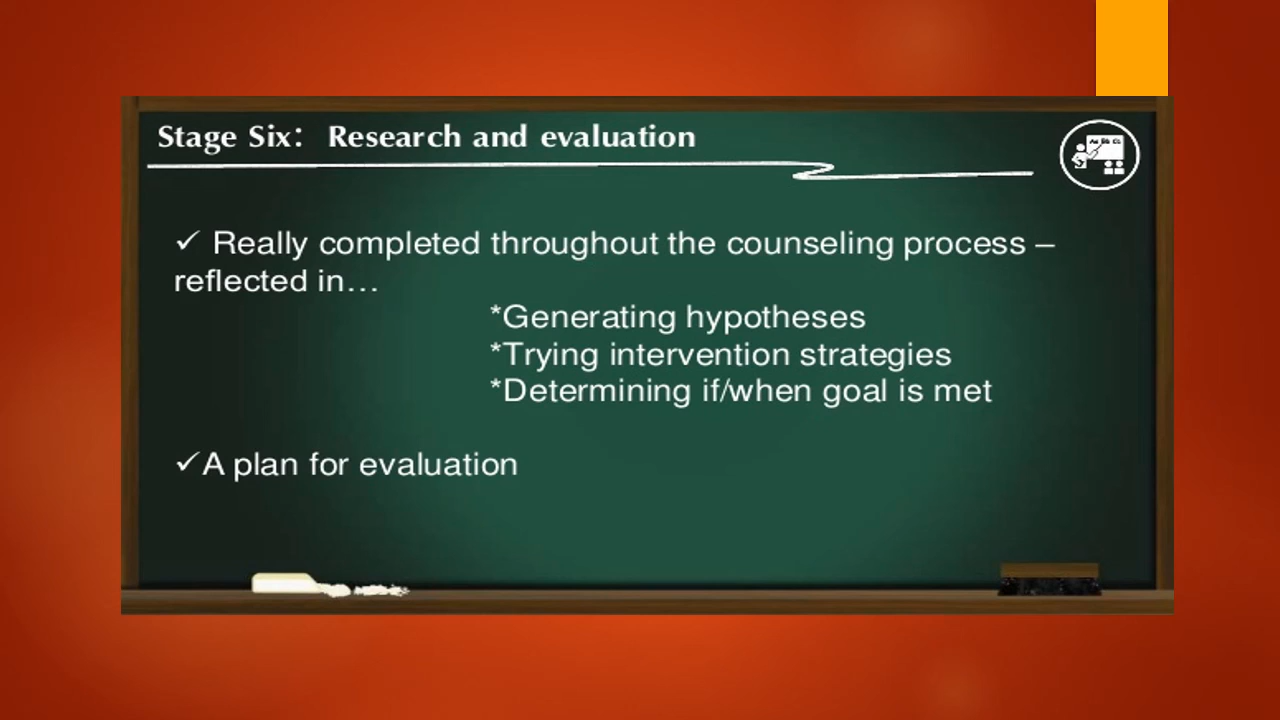 Stage Six:  Research and evaluation
✓ Really completed throughout the counseling process –
reflected in…
*Generating hypotheses
*Trying intervention strategies
*Determining if/when goal is met
✓A plan for evaluation